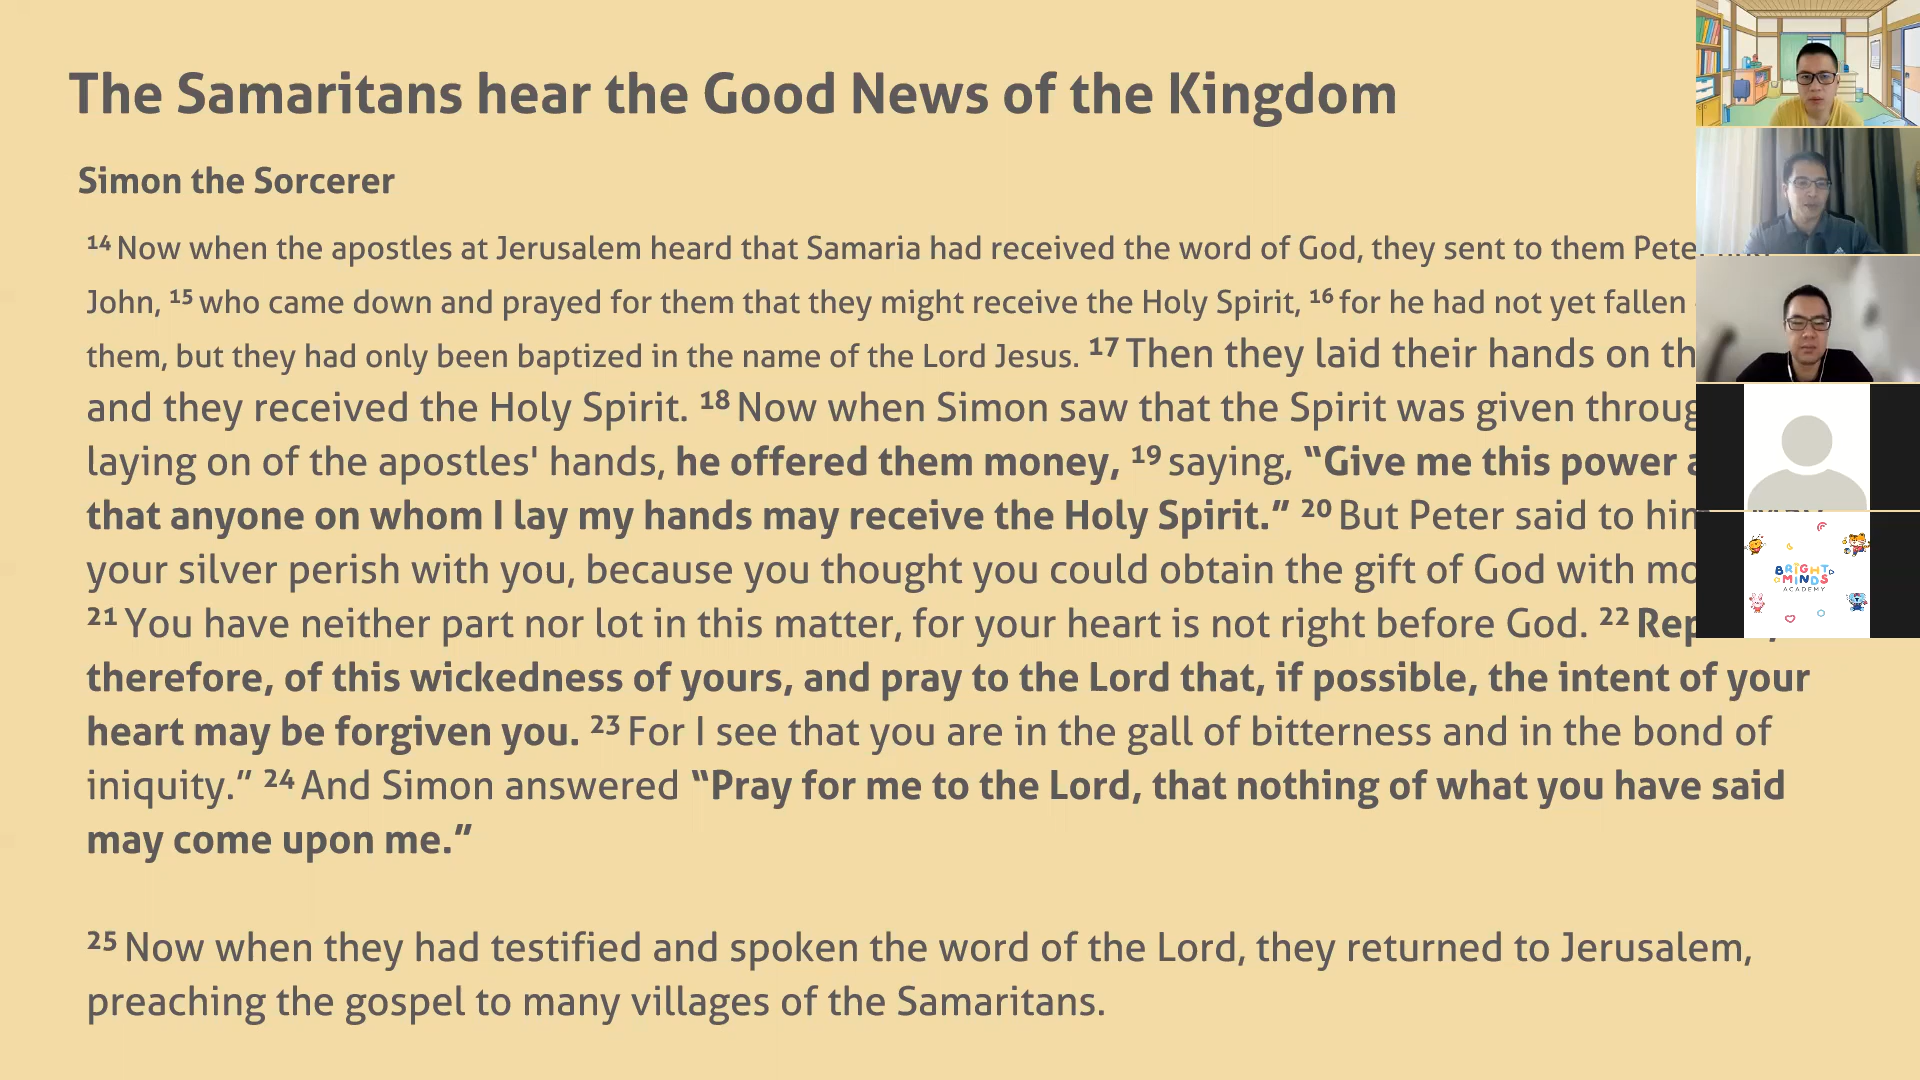 The Samaritans hear the Good News of the Kingdom
Simon the Sorcerer
14 Now when the apostles at Jerusalem heard that Samaria had received the word of God, they sent to them
John, 15 who came down and prayed for them that they might receive the Holy Spirit, 16 for he had not yet fallen
them, but they had only been baptized in the name of the Lord Jesus. 17 Then they laid their hands on
and they received the Holy Spirit. 18 Now when Simon saw that the Spirit was given
laying on of the apostles' hands, he offered them money, 19 saying, “Give me this power
that anyone on whom I lay my hands may receive the Holy Spirit.” 20 But Peter said to
your silver perish with you, because you thought you could obtain the gift of God with
21 You have neither part nor lot in this matter, for your heart is not right before God. 22
therefore, of this wickedness of yours, and pray to the Lord that, if possible, the intent of your
heart may be forgiven you. 23 For I see that you are in the gall of bitterness and in the bond of
iniquity.” 24 And Simon answered “Pray for me to the Lord, that nothing of what you have said
may come upon me.”
25 Now when they had testified and spoken the word of the Lord, they returned to Jerusalem,
preaching the gospel to many villages of the Samaritans.
BRIGHT
MINDS
ACADEMY